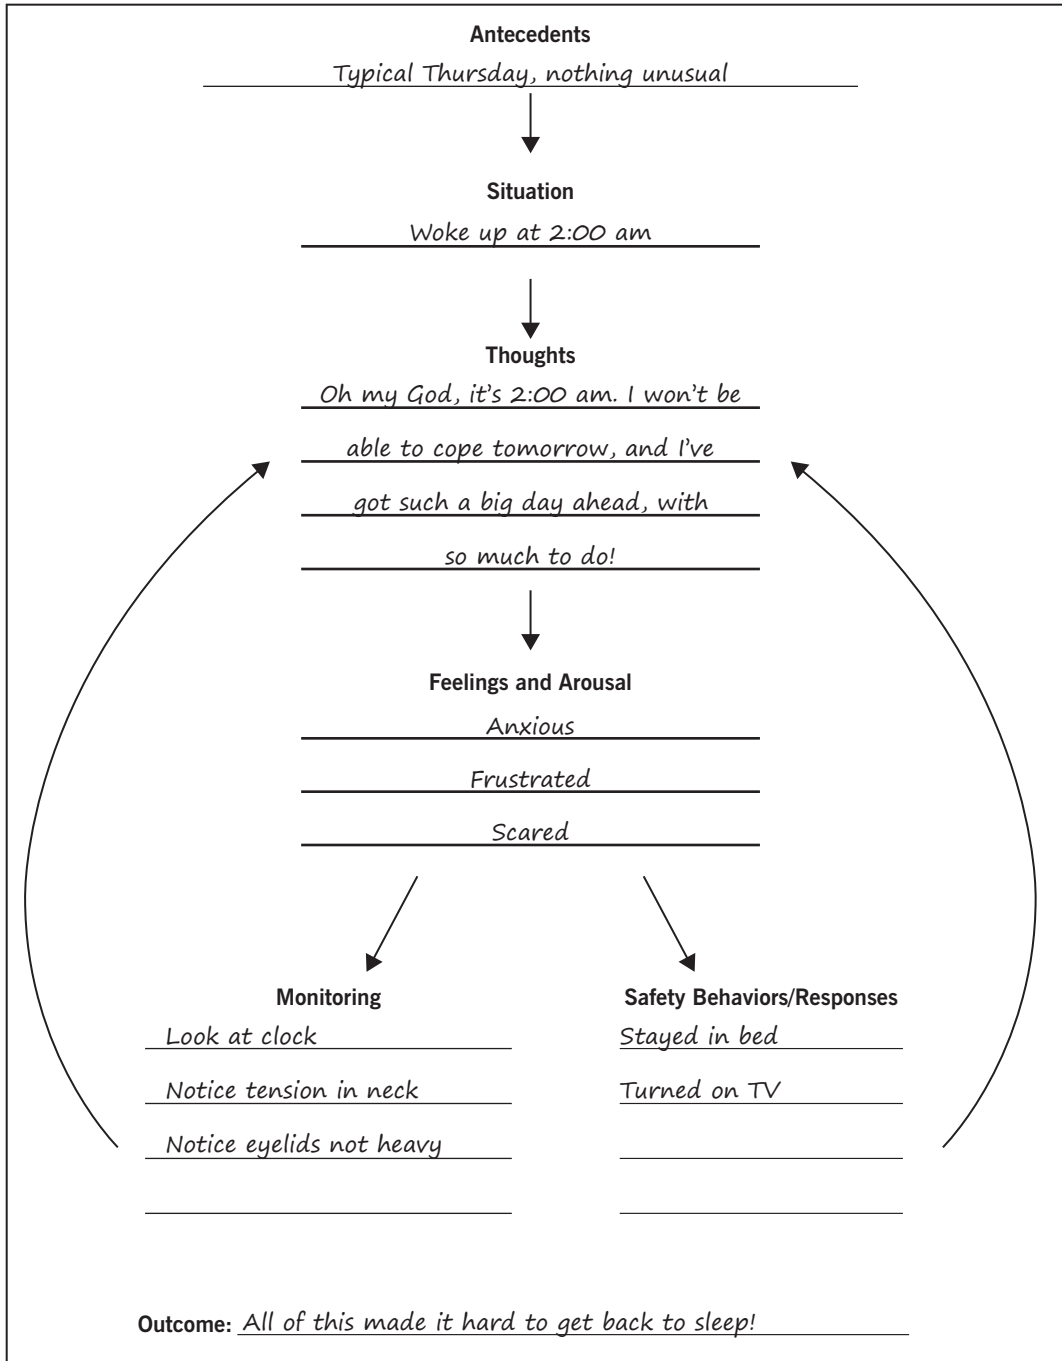 Antecedents
Typical Thursday, nothing unusual
Situation
Woke up at 2:00 am
Thoughts
Oh my God, it's 2:00 am. I won't be
able to cope tomorrow, and I've
got such a big day ahead, with
so much to do!
Feelings and Arousal
Anxious
Frustrated
Scared
Monitoring
Look at clock
Notice tension in neck
Notice eyelids not heavy
Safety Behaviors/Responses
Stayed in bed
Turned on TV
Outcome: All of this made it hard to get back to sleep!